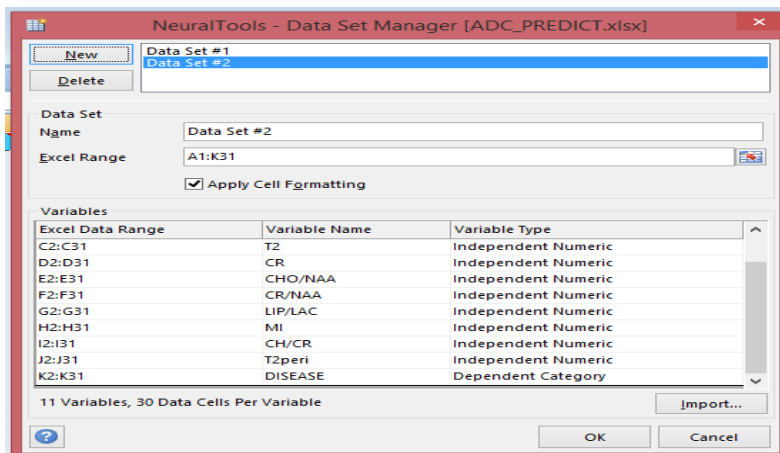 NeuralTools - Data Set Manager [ADC_PREDICT.xlsx]
New
Delete
Data Set #1
Data Set #2
Data Set
Name Data Set #2
Excel Range A1:K31
Apply Cell Formatting
Variables
Excel Data Range Variable Name Variable Type
C2:C31 T2 Independent Numeric
D2:D31 CR Independent Numeric
E2:E31 CHO/NAA Independent Numeric
F2:F31 CR/NAA Independent Numeric
G2:G31 LIP/LAC Independent Numeric
H2:H31 MI Independent Numeric
I2:I31 CH/CR Independent Numeric
J2:J31 T2peri Independent Numeric
K2:K31 DISEASE Dependent Category
11 Variables, 30 Data Cells Per Variable
Import...
OK Cancel